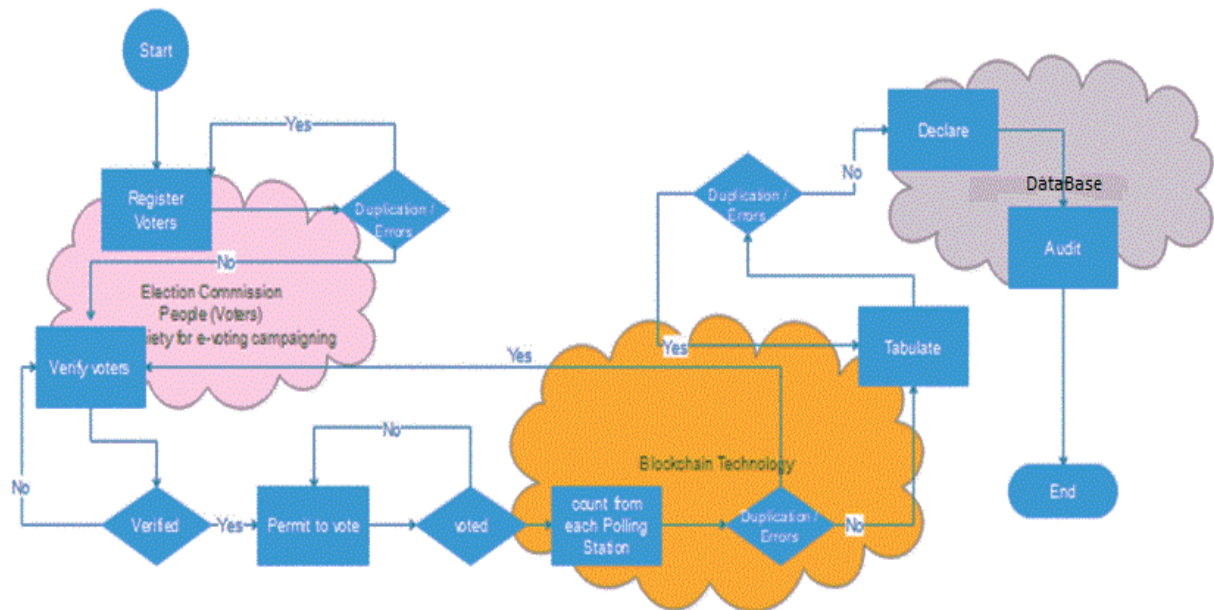 Start
Yes
Register
Voters
Duplication /
Errors
No
Election Commission
People (Voters)
for e-voting campaigning
Verify voters
No
Verified
Yes
Permit to vote
No
voted
Yes
Blockchain Technology
count from
each Polling
Station
Duplication /
Errors
No
Yes
Tabulate
Duplication /
Errors
No
Declare
DataBase
Audit
End